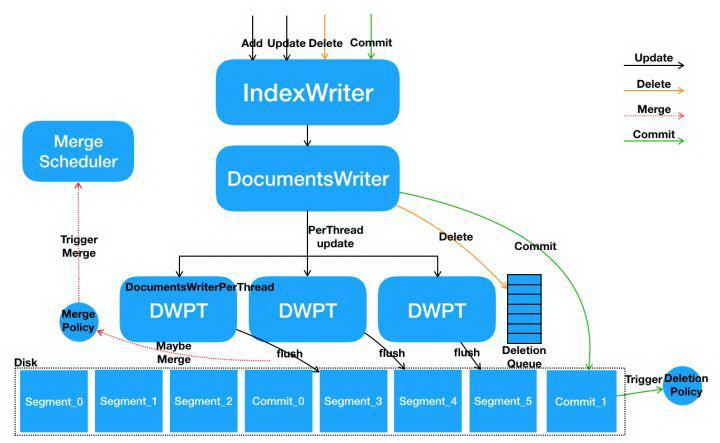 Add Update Delete Commit
IndexWriter
Update
Delete
Merge
Commit
Merge
Scheduler
DocumentsWriter
PerThread
update
Delete
Commit
Trigger
Merge
DocumentsWriterPerThread
DWPT
DWPT
DWPT
Merge
Policy
Maybe
Merge
flush
flush
flush
Deletion
Queue
Disk
Segment_0
Segment_1
Segment_2
Commit_0
Segment_3
Segment_4
Segment_5
Commit_1
Trigger
Deletion
Policy